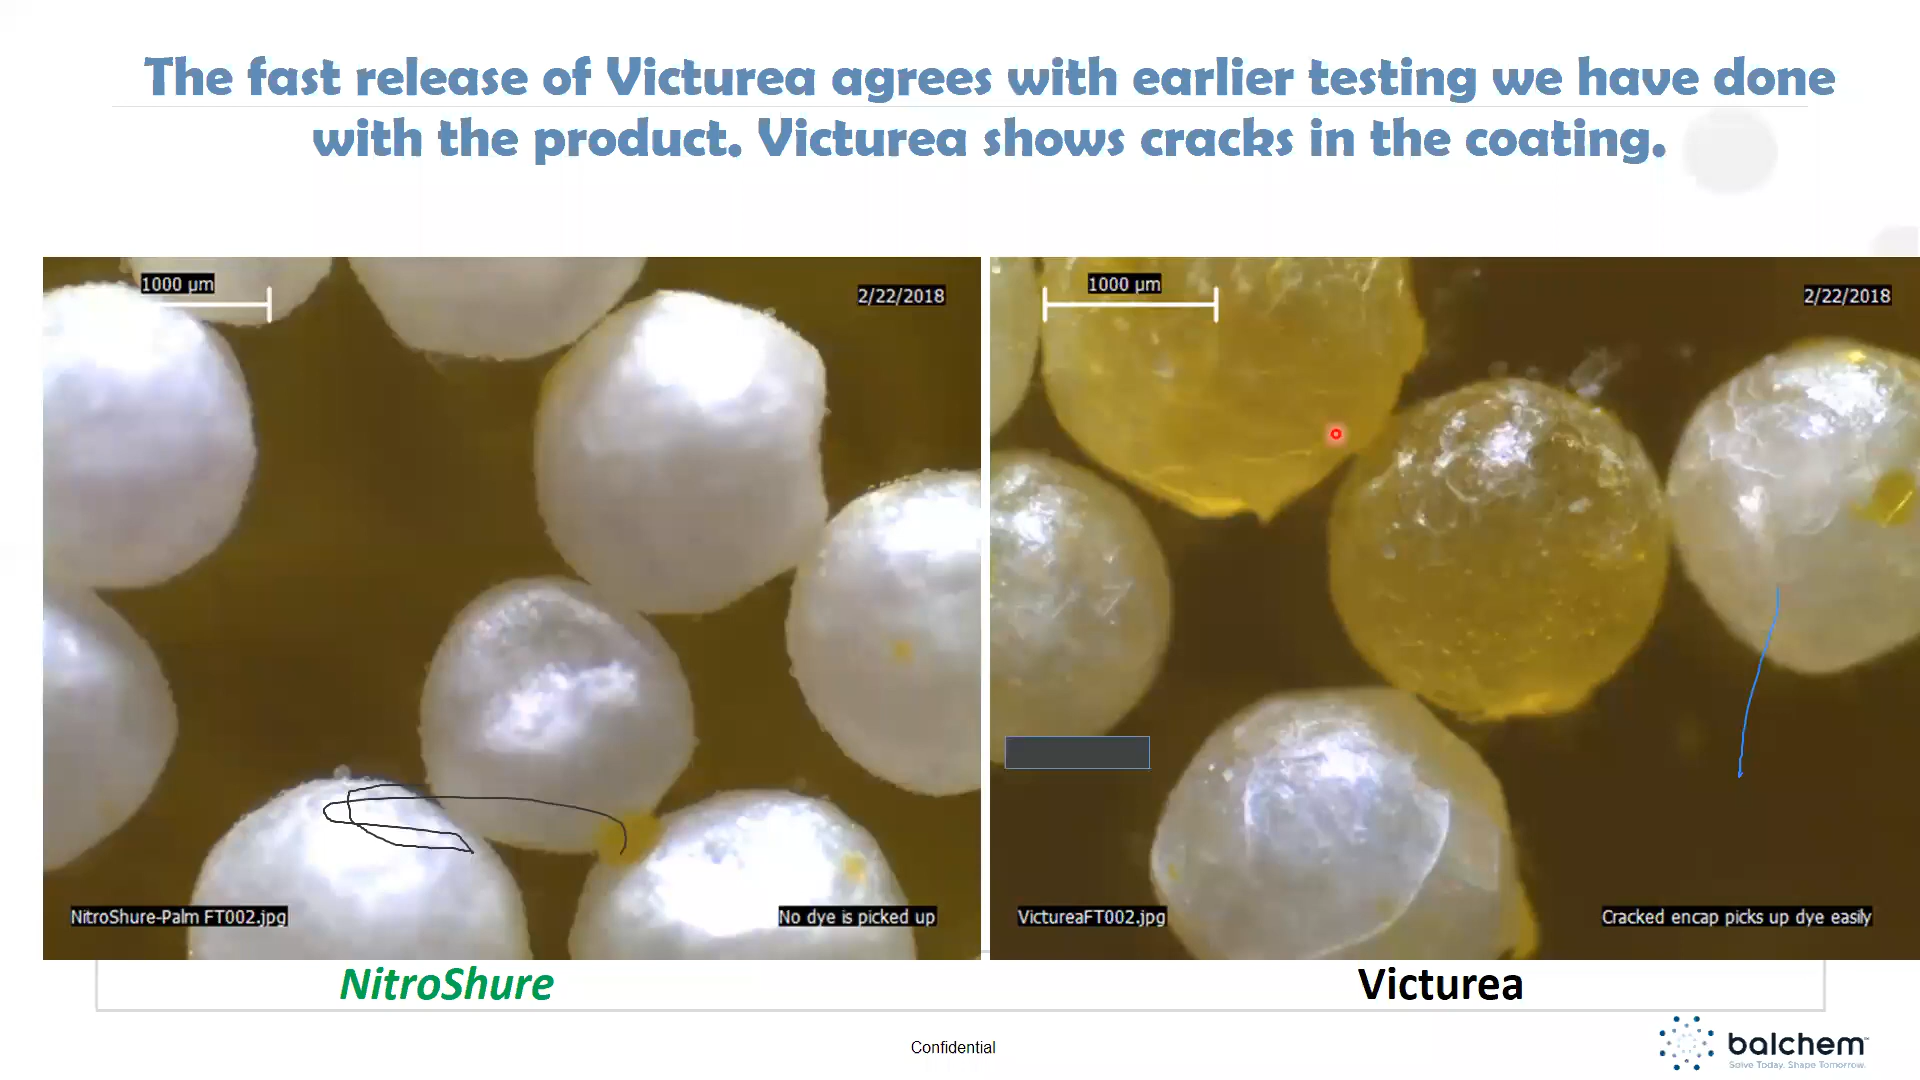 The fast release of Victurea agrees with earlier testing we have done
with the product. Victurea shows cracks in the coating.
1000 µm
2/22/2018
NitroShure-Palm FT002.jpg
No dye is picked up
1000 µm
2/22/2018
VictureaFT002.jpg
Cracked encap picks up dye easily
NitroShure
Victurea
Confidential
balchem
Solve Today. Shape Tomorrow.